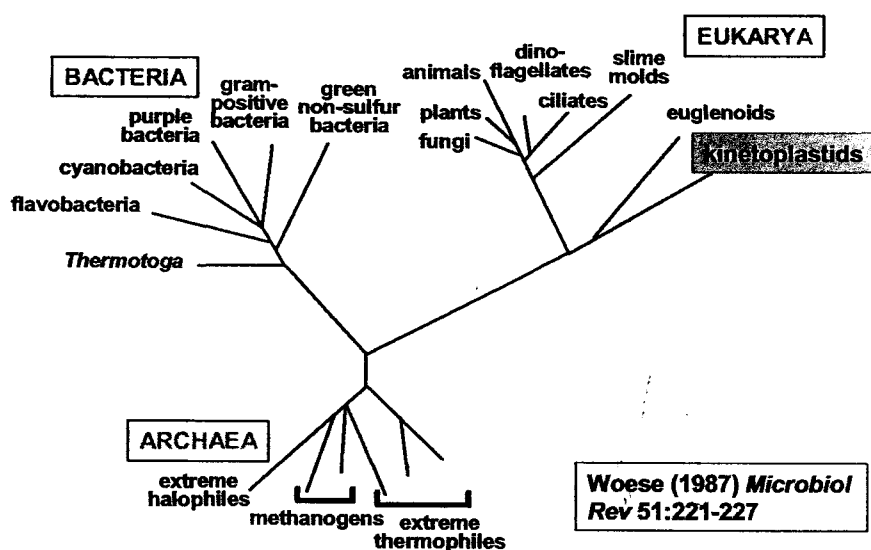 BACTERIA
gram-
positive
bacteria
purple
bacteria
green
non-sulfur
bacteria
cyanobacteria
flavobacteria
Thermotoga
EUKARYA
animals
dino-
flagellates
slime
molds
plants
ciliates
fungi
euglenoids
kinetoplastids
ARCHAEA
extreme
halophiles
methanogens
extreme
thermophiles
Woese (1987) Microbiol
Rev 51:221-227